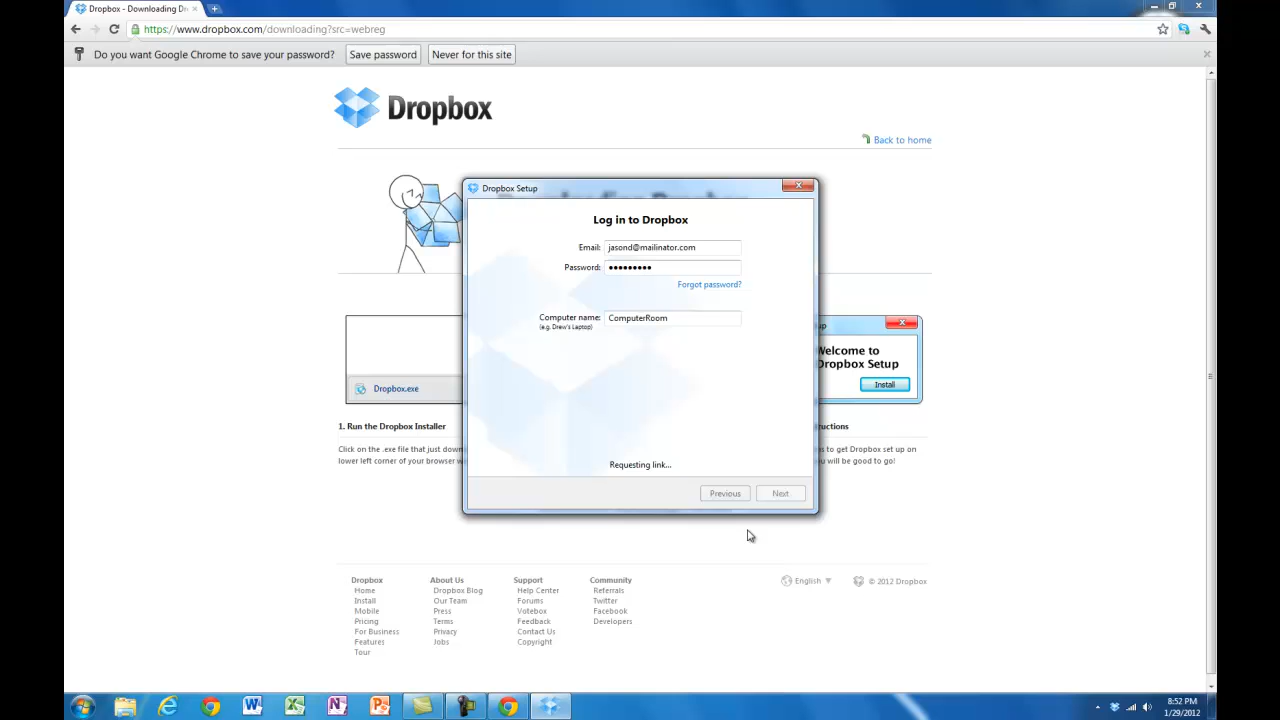 Dropbox - Downloading Dr
https://www.dropbox.com/downloading?src=webreg
Do you want Google Chrome to save your password?
Save password
Never for this site
Dropbox
Back to home
Dropbox Setup
Log in to Dropbox
Email: jasond@mailinator.com
Password: •••••••••
Forgot password?
Computer name: ComputerRoom
(e.g. Drew's Laptop)
Requesting link...
Previous
Next
Dropbox.exe
up
Welcome to
Dropbox Setup
Install
1. Run the Dropbox Installer
Click on the .exe file that just down
lower left corner of your browser w
ructions
s to get Dropbox set up on
ou will be good to go!
Dropbox
Home
Install
Mobile
Pricing
For Business
Features
Tour
About Us
Dropbox Blog
Our Team
Press
Terms
Privacy
Jobs
Support
Help Center
Forums
Votebox
Feedback
Contact Us
Copyright
Community
Referrals
Twitter
Facebook
Developers
English
© 2012 Dropbox
8:52 PM
1/29/2012